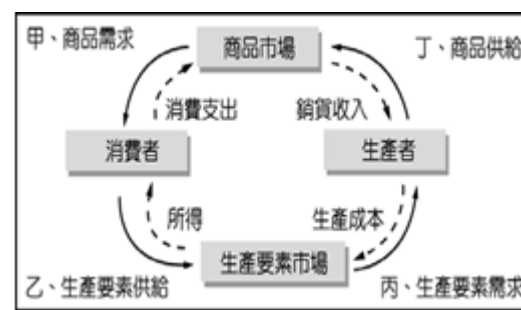 甲、商品需求
商品市場
丁、商品供給
消費支出
銷貨收入
消費者
生產者
所得
生產成本
生產要素市場
乙、生產要素供給
丙、生產要素需求